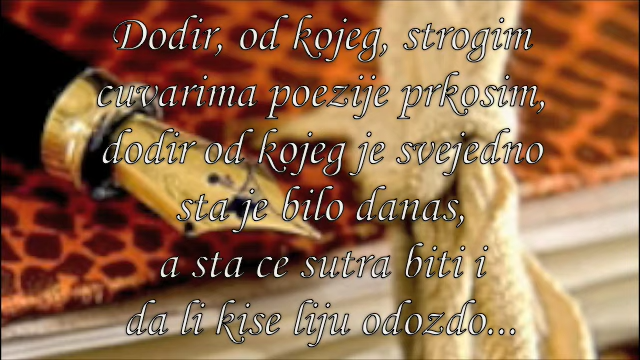 Dodir, od kojeg, strogim
cuvarima poezije prkosim,
dodir od kojeg je svejedno
sta je bilo danas,
a sta ce sutra biti i
da li kise liju odozdo...